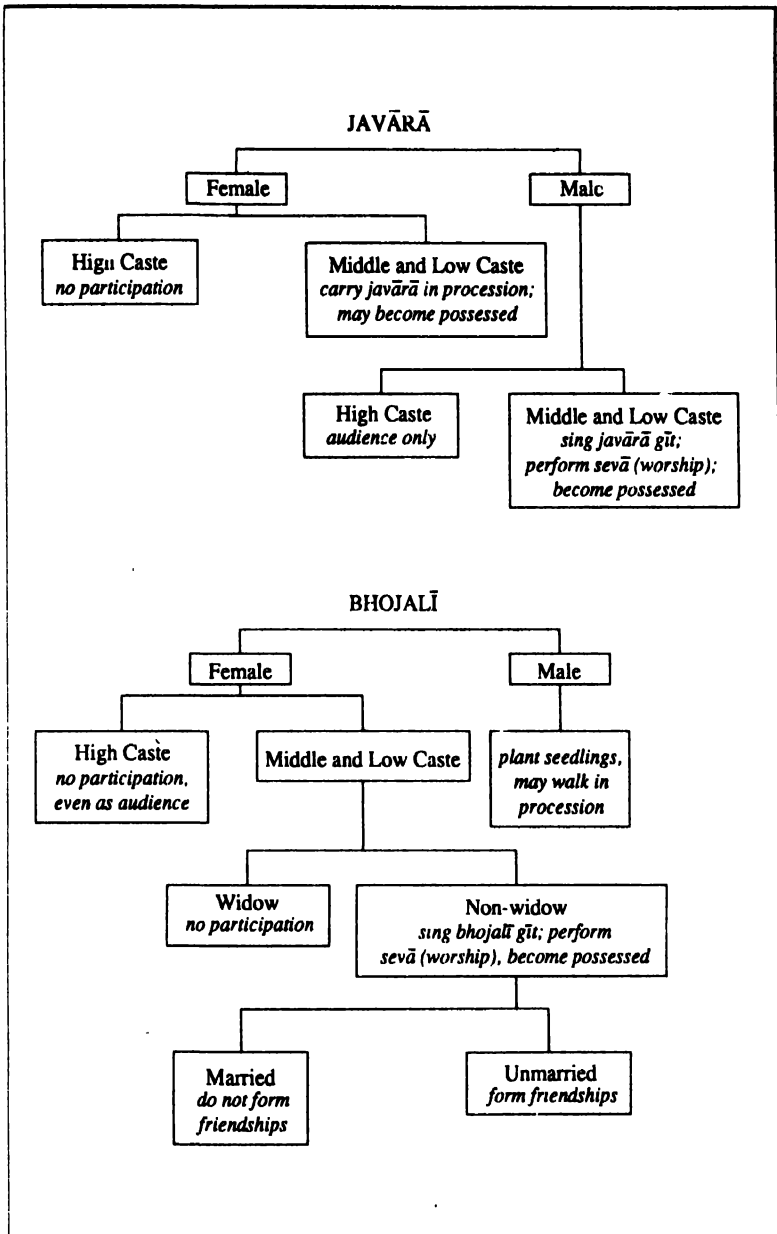 JAVĀRĀ
Female
Male
High Caste
no participation
Middle and Low Caste
carry javārā in procession;
may become possessed
High Caste
audience only
Middle and Low Caste
sing javārā gīt;
perform sevā (worship);
become possessed
BHOJALĪ
Female
Male
High Caste
no participation,
even as audience
Middle and Low Caste
plant seedlings,
may walk in
procession
Widow
no participation
Non-widow
sing bhojalī gīt; perform
sevā (worship), become possessed
Married
do not form
friendships
Unmarried
form friendships